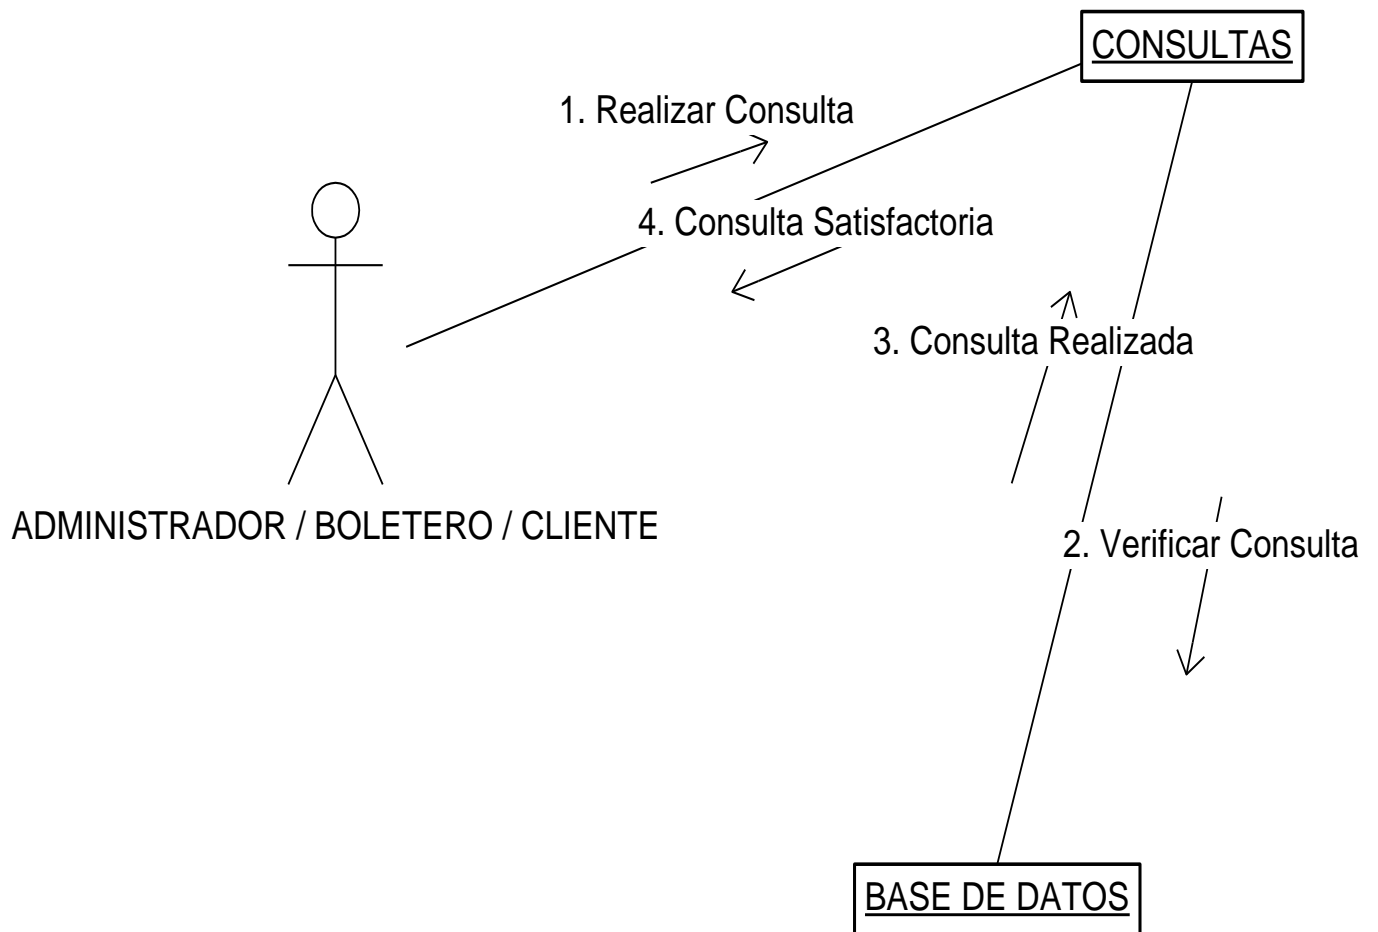 CONSULTAS
1. Realizar Consulta
4. Consulta Satisfactoria
3. Consulta Realizada
ADMINISTRADOR / BOLETERO / CLIENTE
2. Verificar Consulta
BASE DE DATOS